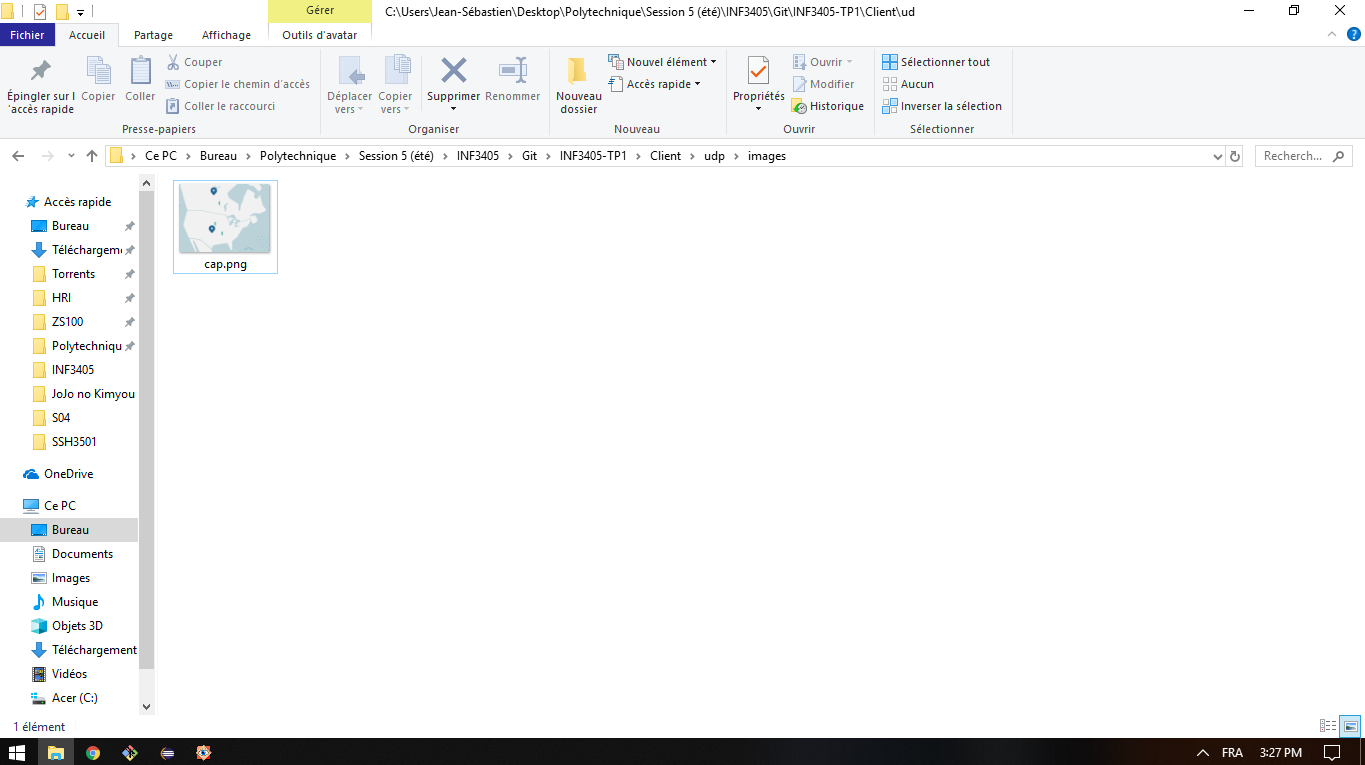 Gérer
C:\Users\Jean-Sébastien\Desktop\Polytechnique\Session 5 (été)\INF3405\Git\INF3405-TP1\Client\ud
Fichier
Accueil
Partage
Affichage
Outils d'avatar
Épingler sur l
'accès rapide
Copier
Coller
Couper
Copier le chemin d'accès
Coller le raccourci
Presse-papiers
Déplacer
vers
Copier
vers
Supprimer
Renommer
Organiser
Nouveau
dossier
Nouvel élément
Accès rapide
Nouveau
Propriétés
Ouvrir
Modifier
Historique
Ouvrir
Sélectionner tout
Aucun
Inverser la sélection
Sélectionner
Ce PC > Bureau > Polytechnique > Session 5 (été) > INF3405 > Git > INF3405-TP1 > Client > udp > images
Recherch...
Accès rapide
Bureau
Téléchargem
Torrents
HRI
ZS100
Polytechniqu
INF3405
JoJo no Kimyou
S04
SSH3501
OneDrive
Ce PC
Bureau
Documents
Images
Musique
Objets 3D
Téléchargement
Vidéos
Acer (C:)
cap.png
1 élément
FRA
3:27 PM